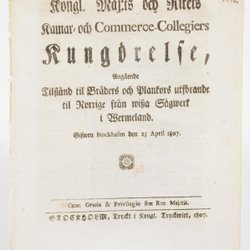 Kongl. Maj:ts och Rikets
Kamar- och Commerce-Collegiers
Kungörelse,
Angående
Tilstånd til Bräders och Plankors utförande
til Norrige från wißa Sågwerk
i Wermeland.
Gifwen Stockholm den 23 April 1807.
Cum Gratia & Privilegio S:æ R:æ Maj:tis.
STOCKHOLM, Tryckt i Kongl. Tryckeriet, 1807.